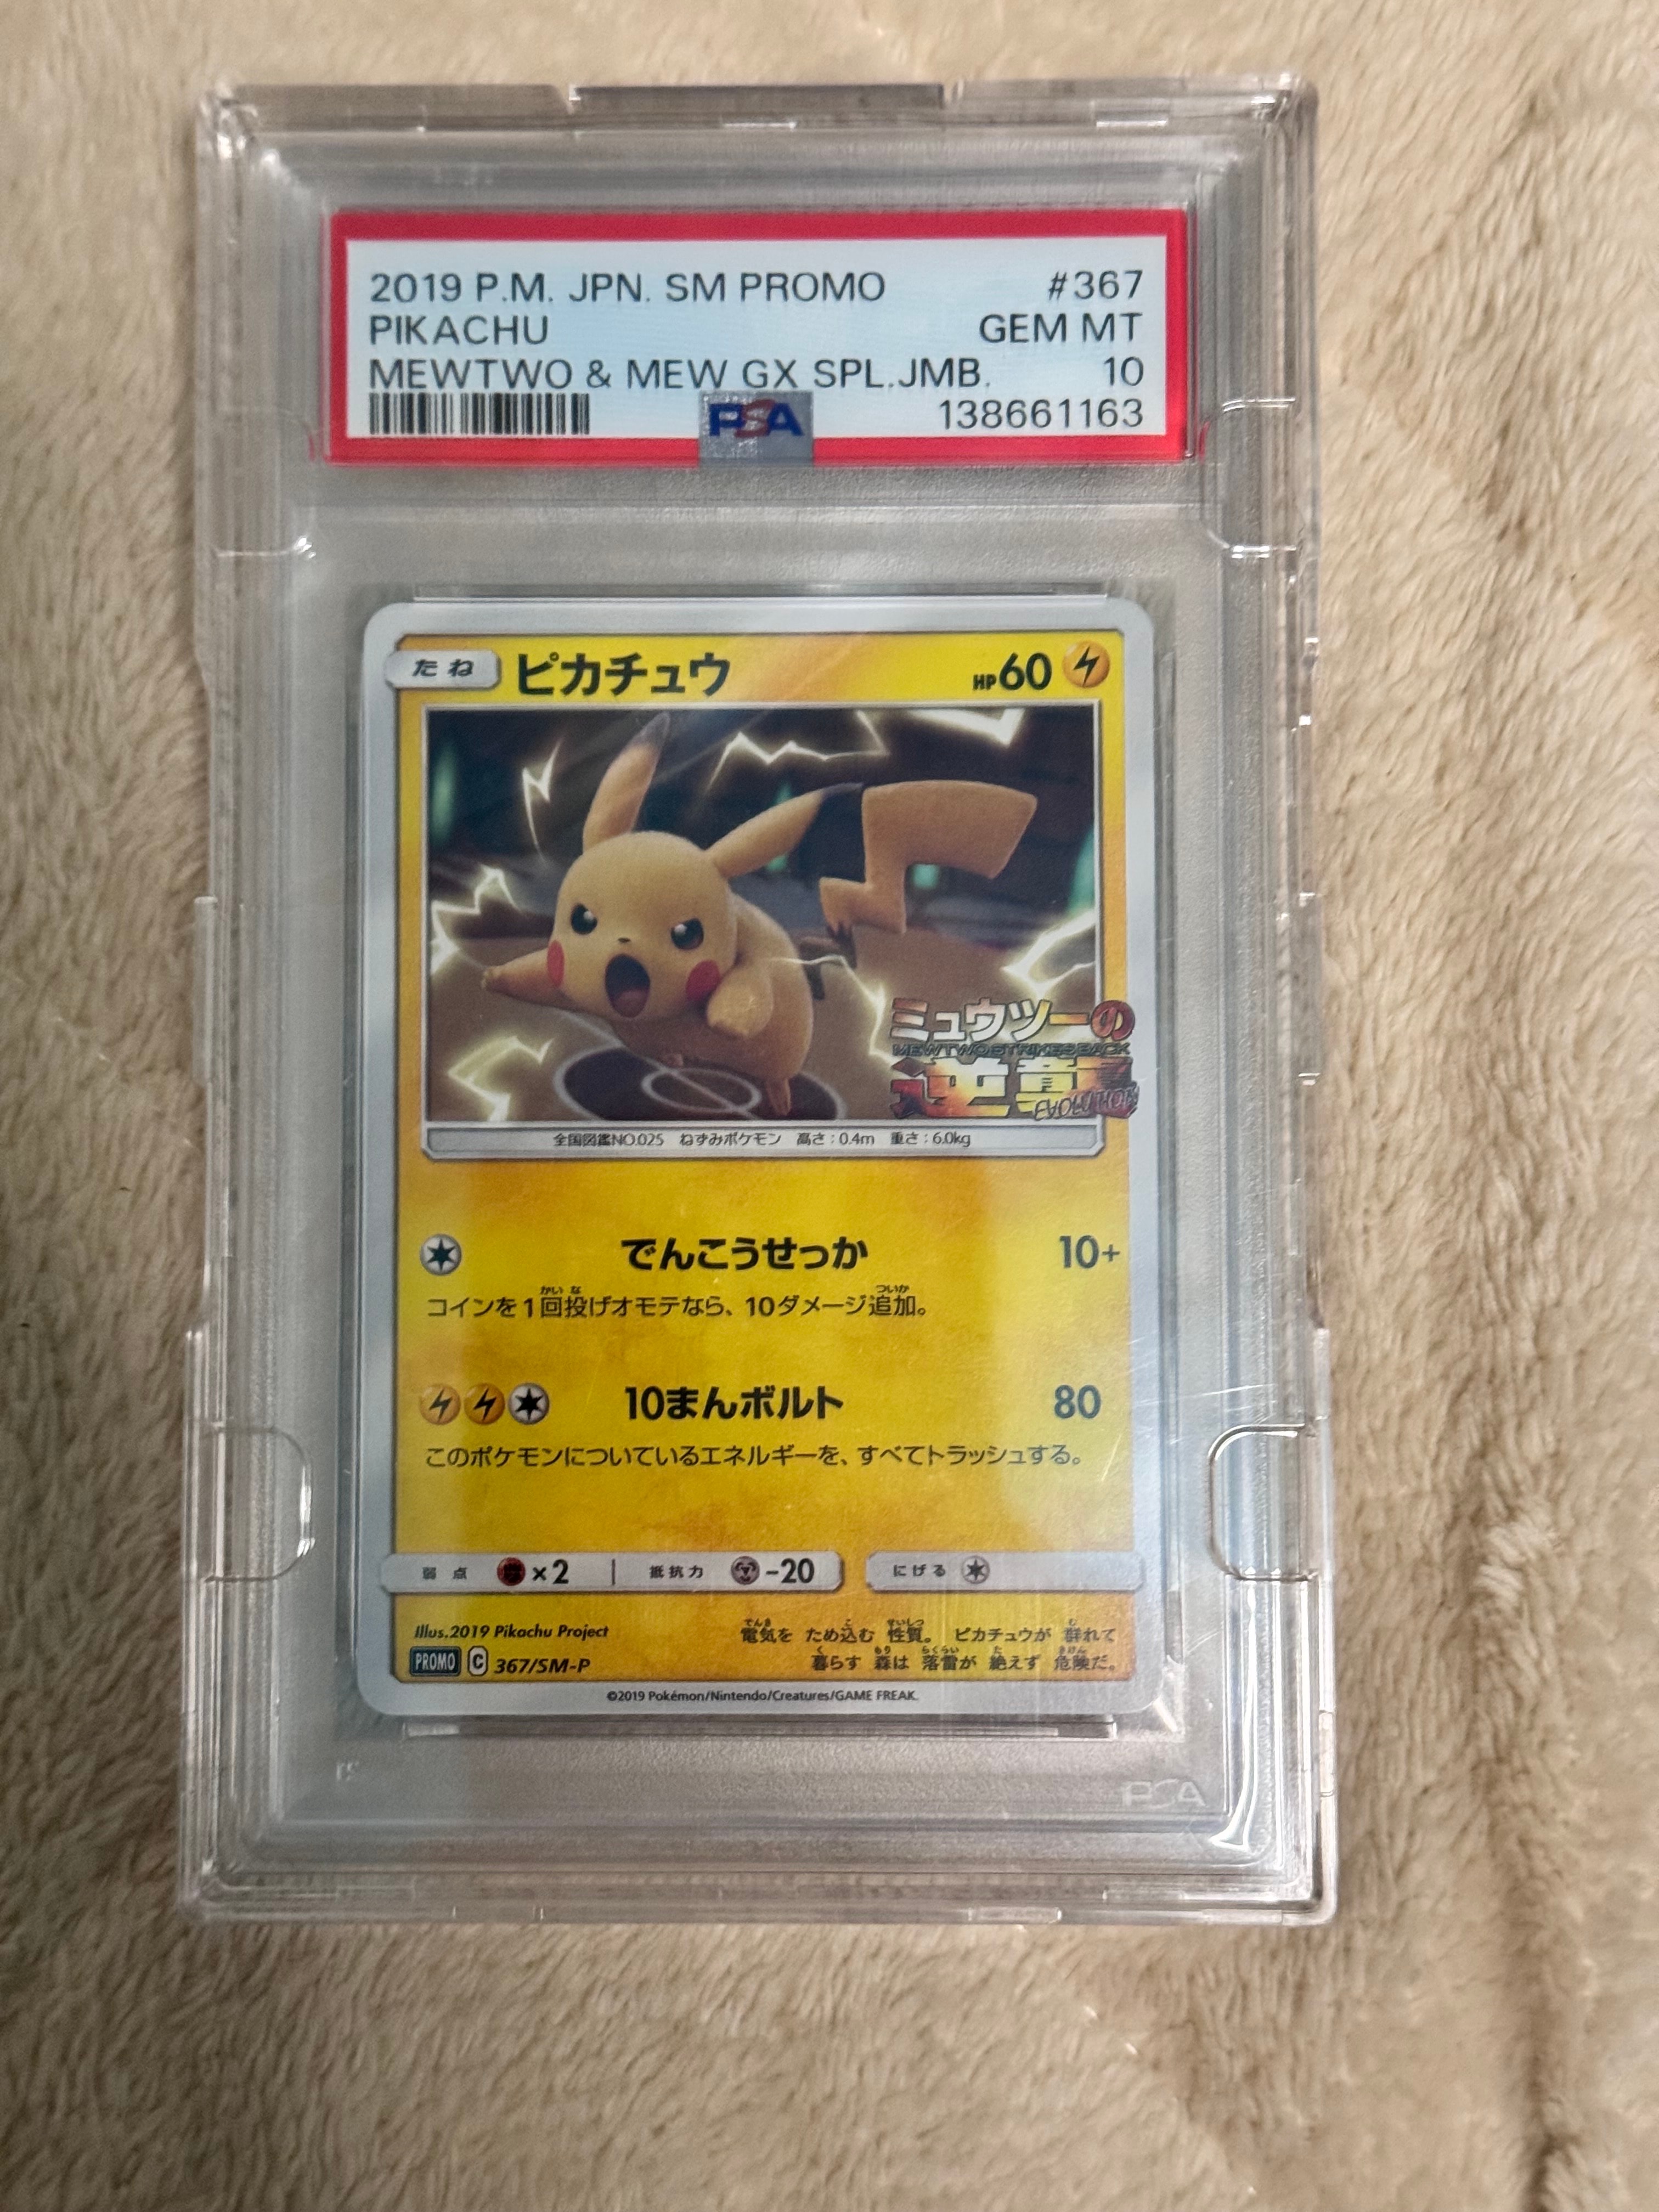 2019 P.M. JPN. SM PROMO #367
PIKACHU GEM MT
MEWTWO & MEW GX SPL.JMB. 10
PSA 138661163
たね ピカチュウ HP60
ミュウツーの
MEWTWO STRIKES BACK
逆襲
EVOLUTION
全国図鑑NO.025 ねずみポケモン 高さ:0.4m 重さ:6.0kg
でんこうせっか 10+
コインを1回投げオモテなら、10ダメージ追加。
10まんボルト 80
このポケモンについているエネルギーを、すべてトラッシュする。
弱点 ×2 抵抗力 -20 にげる
Illus.2019 Pikachu Project
電気を ため込む 性質。 ピカチュウが 群れて
暮らす 森は 落雷が 絶えず 危険だ。
PROMO C 367/SM-P
©2019 Pokémon/Nintendo/Creatures/GAME FREAK.
PSA